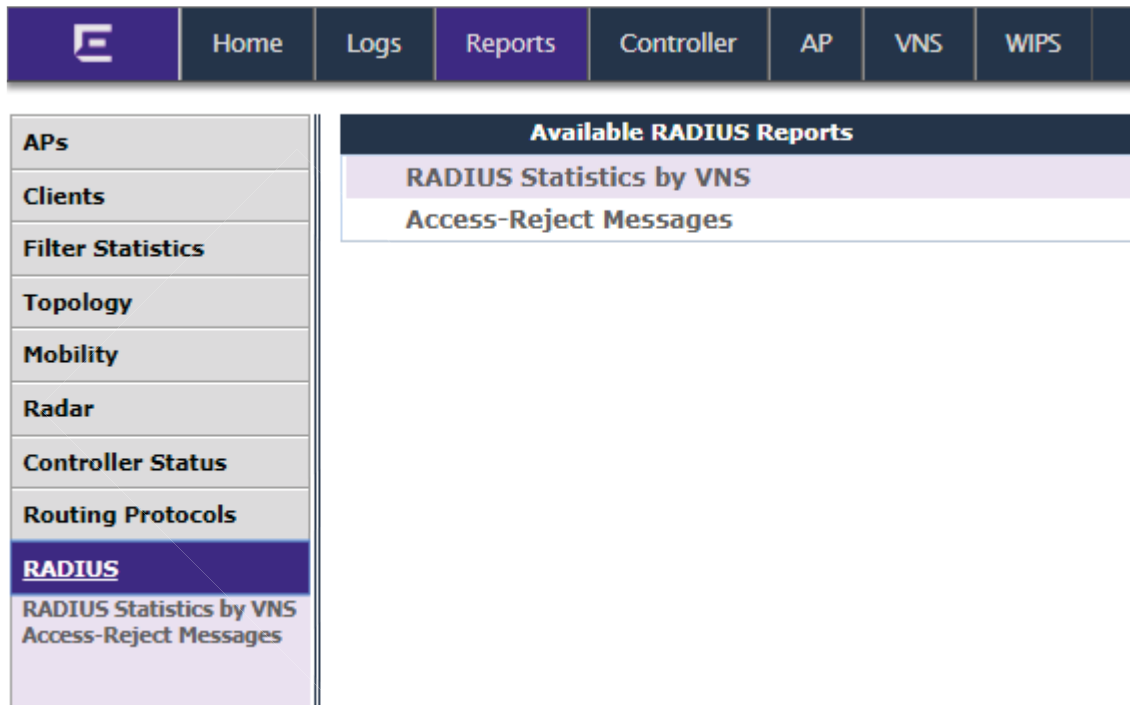 Home Logs Reports Controller AP VNS WIPS
APs
Clients
Filter Statistics
Topology
Mobility
Radar
Controller Status
Routing Protocols
RADIUS
RADIUS Statistics by VNS
Access-Reject Messages
Available RADIUS Reports
RADIUS Statistics by VNS
Access-Reject Messages